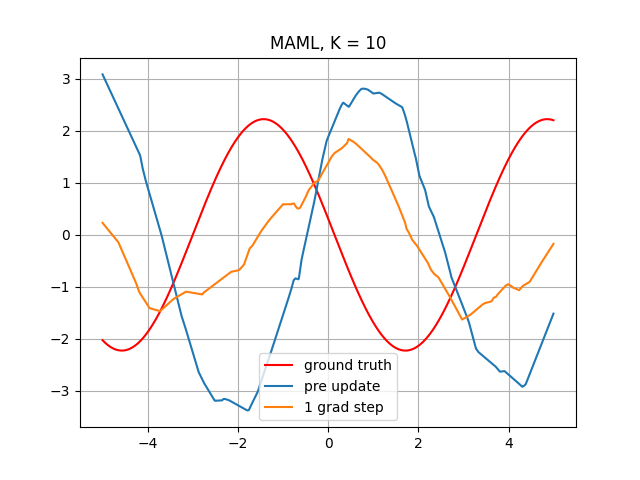 MAML, K = 10
3
2
1
0
−1
−2
−3
ground truth
pre update
1 grad step
−4 −2 0 2 4